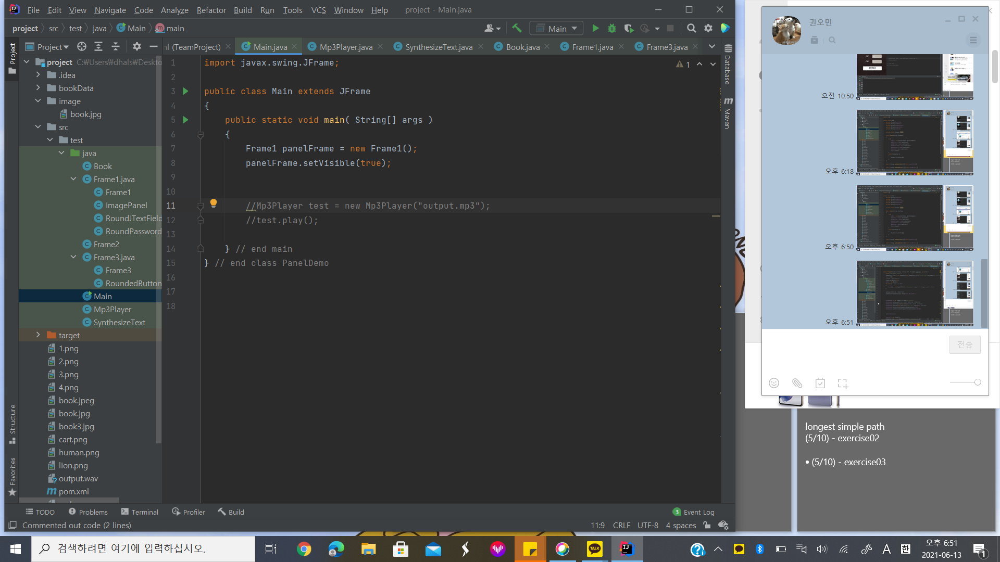 File Edit View Navigate Code Analyze Refactor Build Run Tools VCS Window Help project - Main.java
project src test java Main main
Main
Project
ml (TeamProject) Main.java Mp3Player.java SynthesizeText.java Book.java Frame1.java Frame3.java
Project
Structure
Favorites
project C:₩Users₩dhals₩Deskto
.idea
bookData
image
book.jpg
src
test
java
Book
Frame1.java
Frame1
ImagePanel
RoundJTextField
RoundPassword
Frame2
Frame3.java
Frame3
RoundedButton
Main
Mp3Player
SynthesizeText
target
1.png
2.png
3.png
4.png
book.jpeg
book.jpg
book3.jpg
cart.png
human.png
lion.png
output.wav
pom.xml
1 import javax.swing.JFrame;
2
3 public class Main extends JFrame
4 {
5 public static void main( String[] args )
6 {
7 Frame1 panelFrame = new Frame1();
8 panelFrame.setVisible(true);
9
10
11 //Mp3Player test = new Mp3Player("output.mp3");
12 //test.play();
13
14 } // end main
15 } // end class PanelDemo
16
17
18
1
Database
Maven
TODO Problems Terminal Profiler Build
3 Event Log
Commented out code (2 lines)
11:9 CRLF UTF-8 4 spaces
권오민
오전 10:50
오후 6:18
오후 6:50
오후 6:51
전송
longest simple path
(5/10) - exercise02
• (5/10) - exercise03
검색하려면 여기에 입력하십시오.
TALK
A 한
오후 6:51
2021-06-13
1